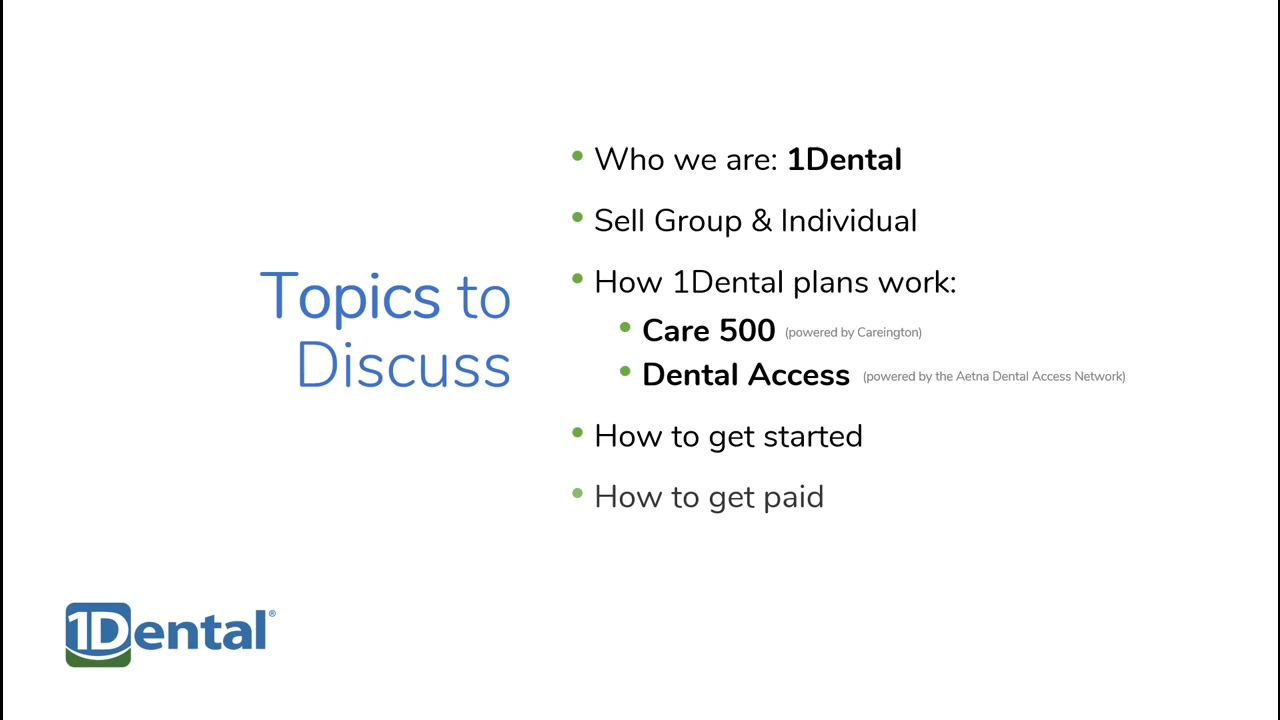 Topics to
Discuss
• Who we are: 1Dental
• Sell Group & Individual
• How 1Dental plans work:
• Care 500 (powered by Careington)
• Dental Access (powered by the Aetna Dental Access Network)
• How to get started
• How to get paid
1Dental®